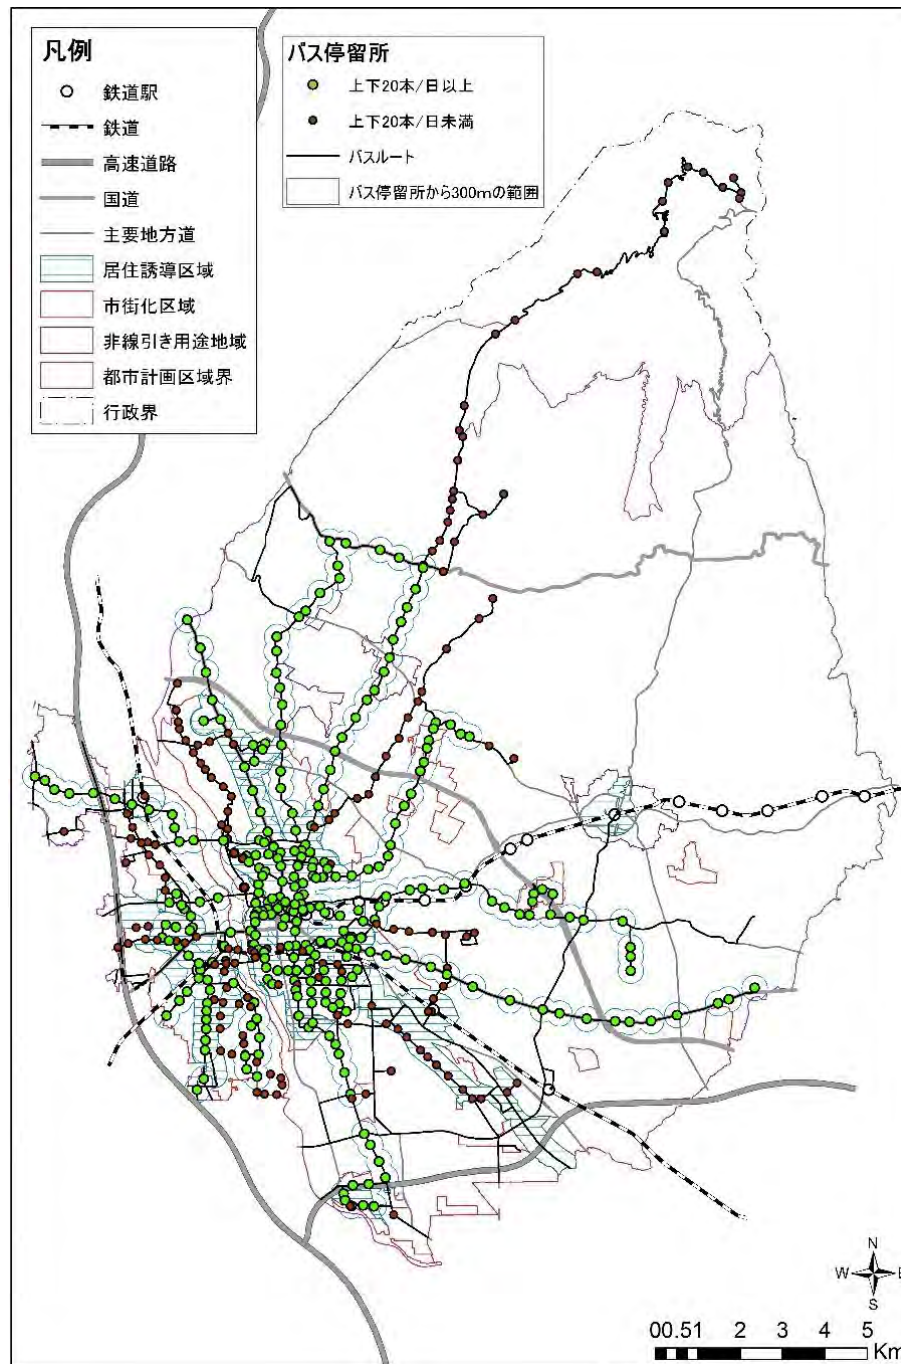 凡例
鉄道駅
鉄道
高速道路
国道
主要地方道
居住誘導区域
市街化区域
非線引き用途地域
都市計画区域界
行政界
バス停留所
上下20本/日以上
上下20本/日未満
バスルート
バス停留所から300mの範囲
N
W E
S
00.51 2 3 4 5
Km